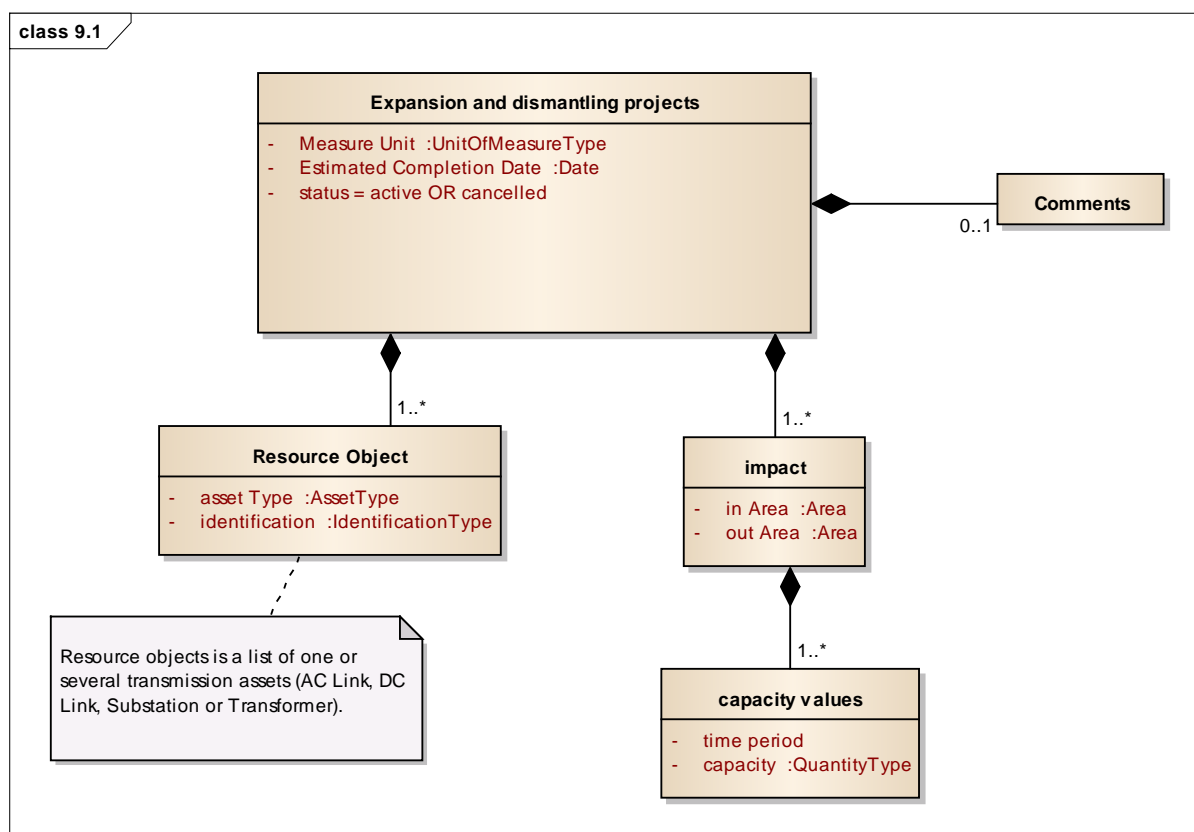 class 9.1
Expansion and dismantling projects
- Measure Unit :UnitOfMeasureType
- Estimated Completion Date :Date
- status = active OR cancelled
Comments
0..1
1..*
1..*
Resource Object
- asset Type :AssetType
- identification :IdentificationType
impact
- in Area :Area
- out Area :Area
Resource objects is a list of one or
several transmission assets (AC Link, DC
Link, Substation or Transformer).
1..*
capacity values
- time period
- capacity :QuantityType